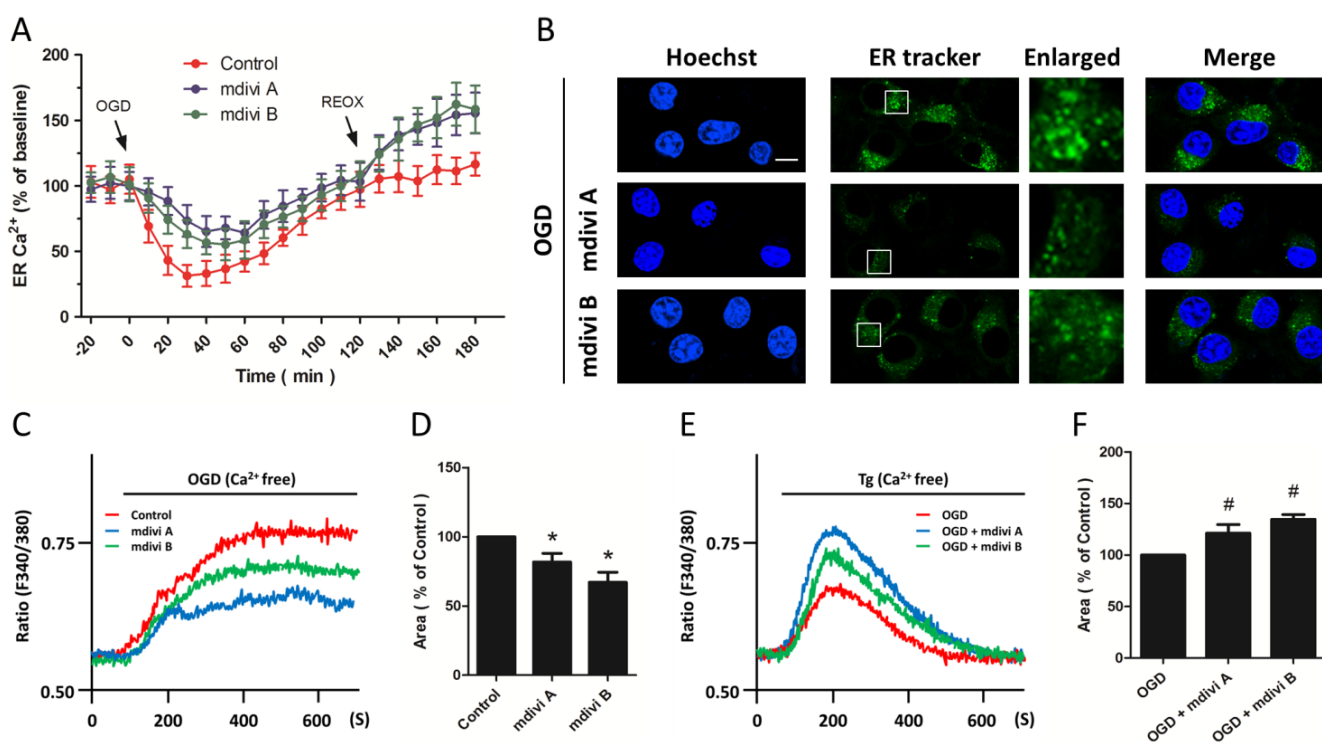 A
ER Ca²⁺ (% of baseline)
200
150
100
50
0
Control
mdivi A
mdivi B
OGD
REOX
-20
0
20
40
60
80
100
120
140
160
180
Time ( min )
B
Hoechst
ER tracker
Enlarged
Merge
OGD
mdivi A
mdivi B
C
Ratio (F340/380)
0.75
0.50
OGD (Ca²⁺ free)
Control
mdivi A
mdivi B
0
200
400
600
(S)
D
Area ( % of Control )
150
100
50
0
*
*
Control
mdivi A
mdivi B
E
Ratio (F340/380)
0.75
0.50
Tg (Ca²⁺ free)
OGD
OGD + mdivi A
OGD + mdivi B
0
200
400
600
(S)
F
Area ( % of Control )
200
150
100
50
0
#
#
OGD
OGD + mdivi A
OGD + mdivi B